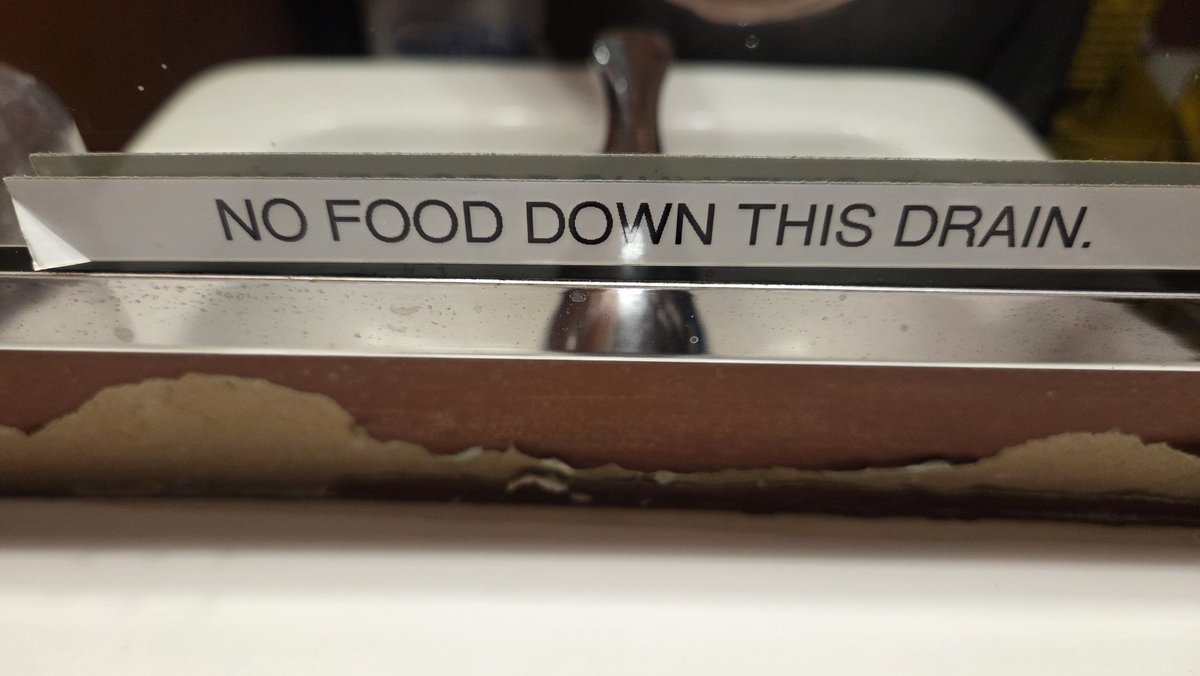 NO FOOD DOWN THIS DRAIN.